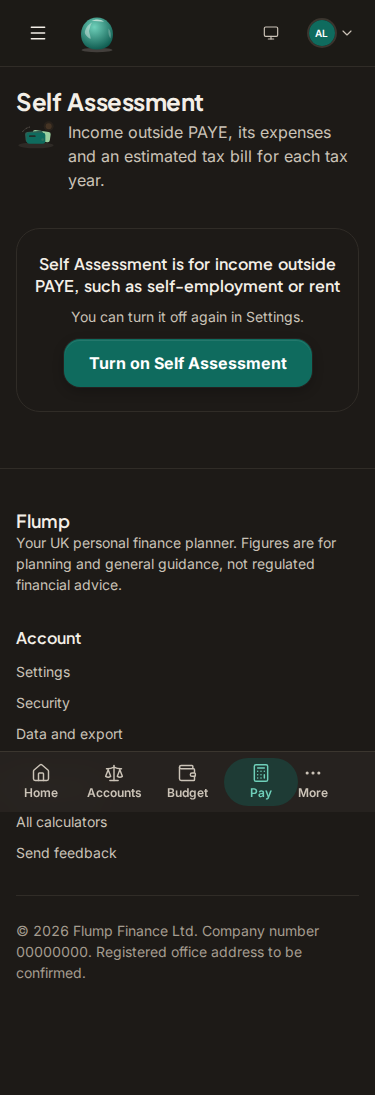 AL
Self Assessment
Income outside PAYE, its expenses
and an estimated tax bill for each tax
year.
Self Assessment is for income outside
PAYE, such as self-employment or rent
You can turn it off again in Settings.
Turn on Self Assessment
Flump
Your UK personal finance planner. Figures are for
planning and general guidance, not regulated
financial advice.
Account
Settings
Security
Data and export
Home Accounts Budget Pay More
All calculators
Send feedback
© 2026 Flump Finance Ltd. Company number
00000000. Registered office address to be
confirmed.